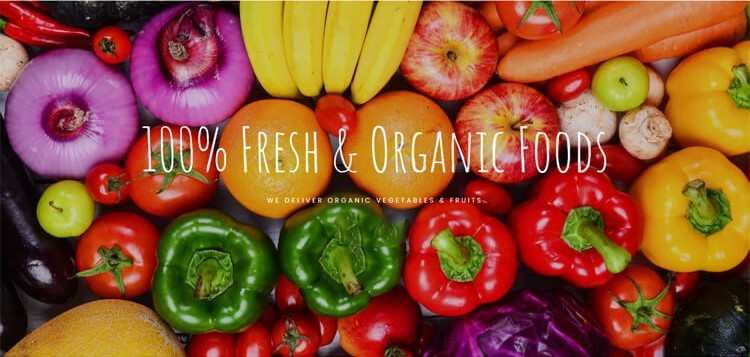 100% Fresh & Organic Foods
WE DELIVER ORGANIC VEGETABLES & FRUITS.